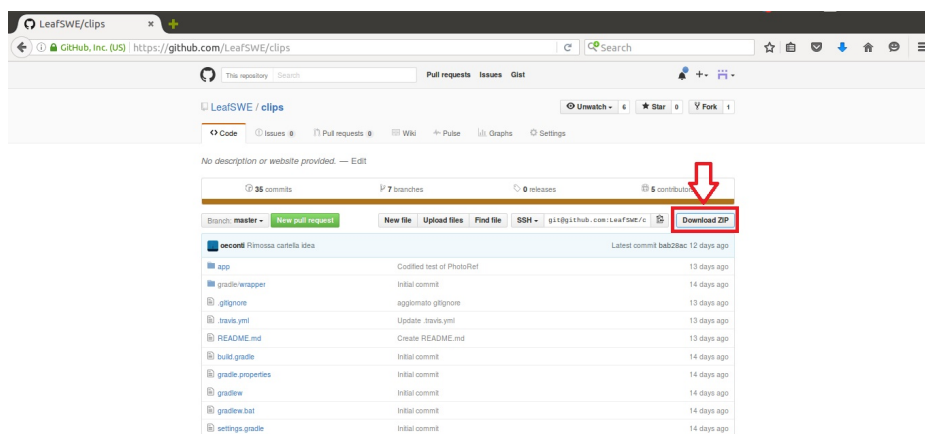 LeafSWE/clips
GitHub, Inc. (US) https://github.com/LeafSWE/clips Search
This repository Search Pull requests Issues Gist
LeafSWE / clips Unwatch 6 Star 0 Fork 1
Code Issues 0 Pull requests 0 Wiki Pulse Graphs Settings
No description or website provided. — Edit
35 commits 7 branches 0 releases 5 contributors
Branch: master New pull request New file Upload files Find file SSH git@github.com:LeafSWE/c Download ZIP
oeconti Rimossa cartella idea Latest commit bab28ac 12 days ago
app Codified test of PhotoRef 13 days ago
gradle/wrapper Initial commit 14 days ago
.gitignore aggiornato gitignore 13 days ago
.travis.yml Update .travis.yml 13 days ago
README.md Create README.md 13 days ago
build.gradle Initial commit 14 days ago
gradle.properties Initial commit 14 days ago
gradlew Initial commit 14 days ago
gradlew.bat Initial commit 14 days ago
settings.gradle Initial commit 14 days ago